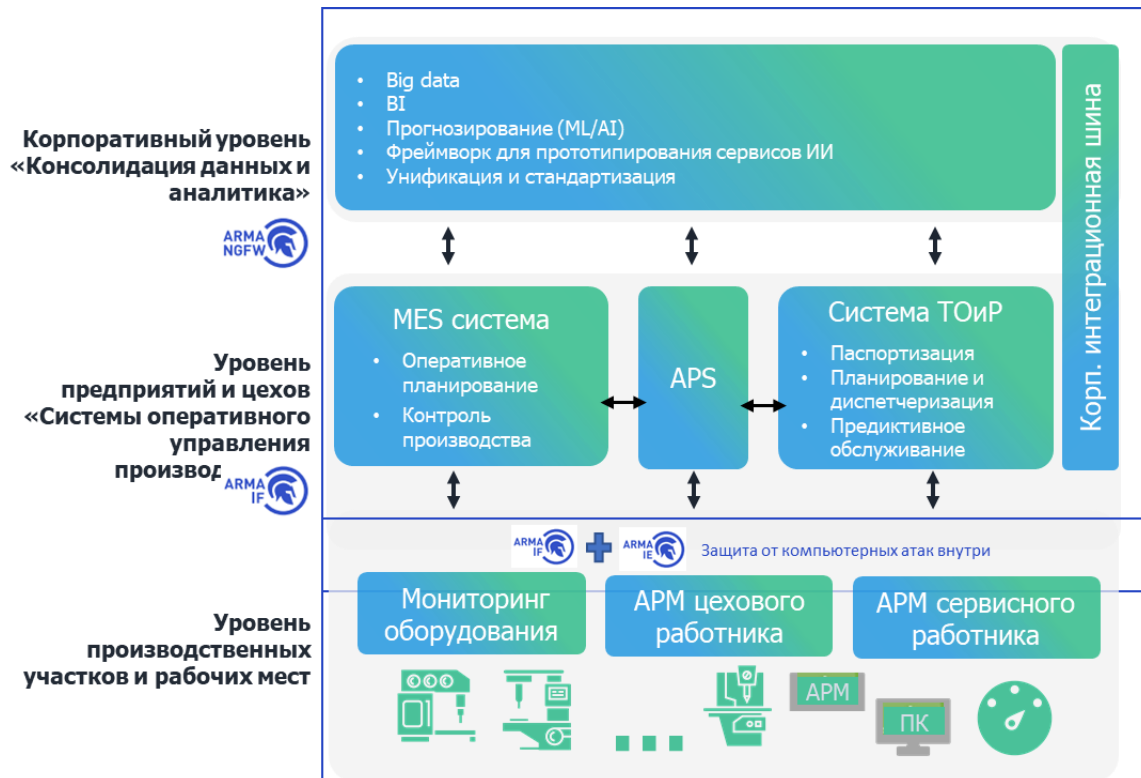 Корпоративный уровень
«Консолидация данных и
аналитика»
ARMA
NGFW
• Big data
• BI
• Прогнозирование (ML/AI)
• Фреймворк для прототипирования сервисов ИИ
• Унификация и стандартизация
Корп. интеграционная шина
Уровень
предприятий и цехов
«Системы оперативного
управления
произво
ARMA
IF
MES система
• Оперативное
планирование
• Контроль
производства
APS
Система ТОиР
• Паспортизация
• Планирование и
диспетчеризация
• Предиктивное
обслуживание
ARMA
IF
ARMA
IE
Защита от компьютерных атак внутри
Уровень
производственных
участков и рабочих мест
Мониторинг
оборудования
АРМ цехового
работника
АРМ сервисного
работника
АРМ
ПК